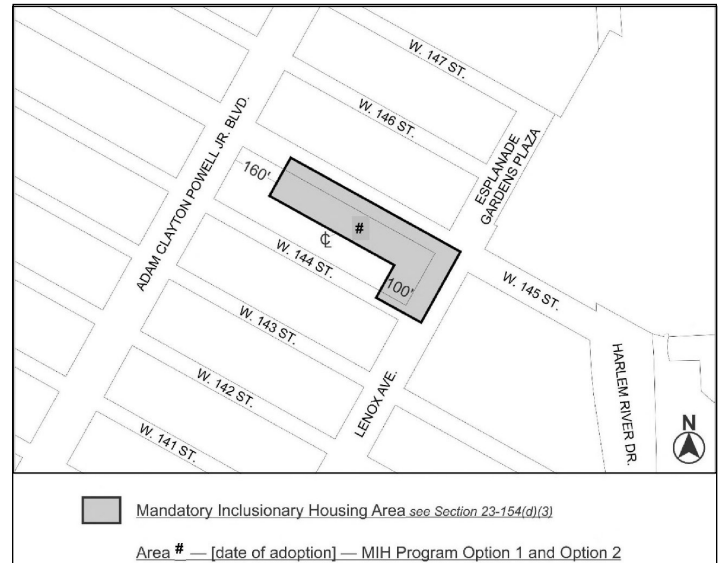 W. 147 ST.
W. 146 ST.
ADAM CLAYTON POWELL JR. BLVD.
ESPLANADE
GARDENS PLAZA
160'
#
℄
W. 144 ST.
100'
W. 145 ST.
W. 143 ST.
HARLEM RIVER DR.
W. 142 ST.
LENOX AVE.
W. 141 ST.
N
Mandatory Inclusionary Housing Area see Section 23-154(d)(3)
Area # — [date of adoption] — MIH Program Option 1 and Option 2